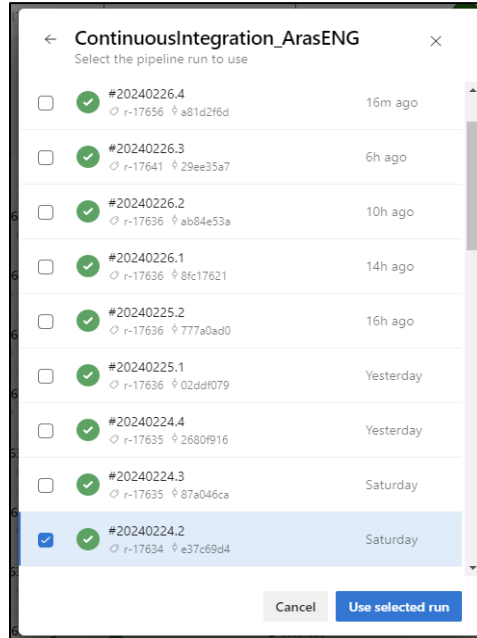 ContinuousIntegration_ArasENG
Select the pipeline run to use
#20240226.4
r-17656 a81d2f6d
16m ago
#20240226.3
r-17641 29ee35a7
6h ago
#20240226.2
r-17636 ab84e53a
10h ago
#20240226.1
r-17636 8fc17621
14h ago
#20240225.2
r-17636 777a0ad0
16h ago
#20240225.1
r-17636 02ddf079
Yesterday
#20240224.4
r-17635 2680f916
Yesterday
#20240224.3
r-17635 87a046ca
Saturday
#20240224.2
r-17634 e37c69d4
Saturday
Cancel
Use selected run